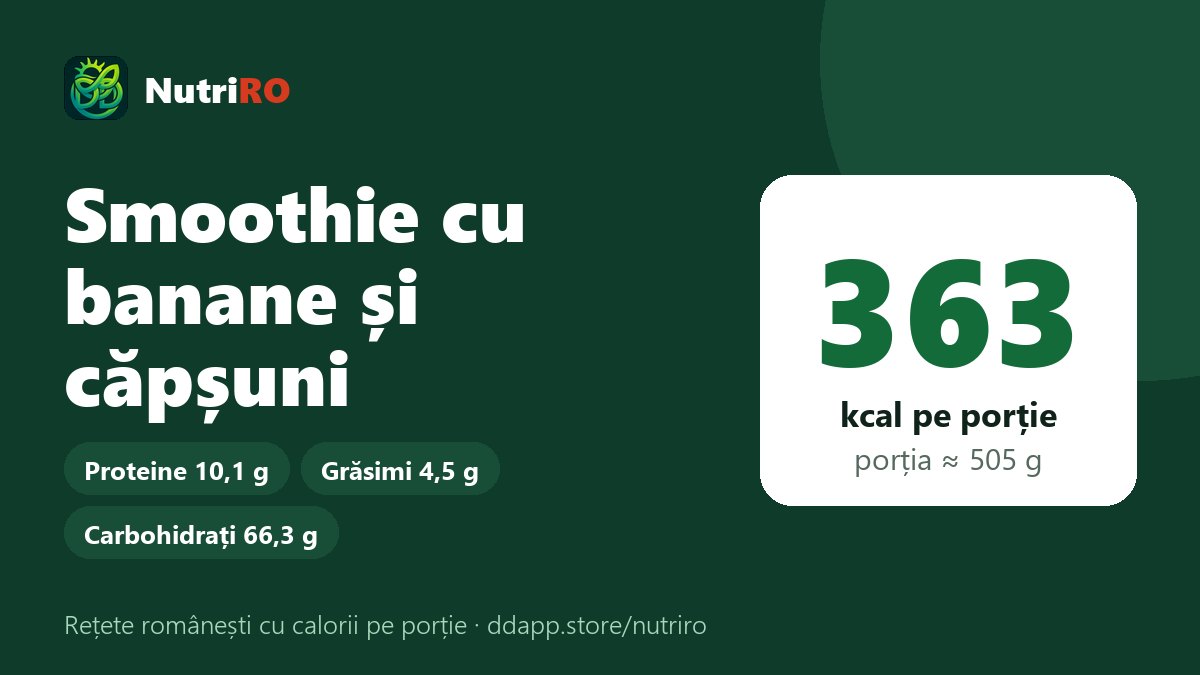 NutriRO
Smoothie cu
banane și
căpșuni
Proteine 10,1 g
Grăsimi 4,5 g
Carbohidrați 66,3 g
363
kcal pe porție
porția ≈ 505 g
Rețete românești cu calorii pe porție · ddapp.store/nutriro